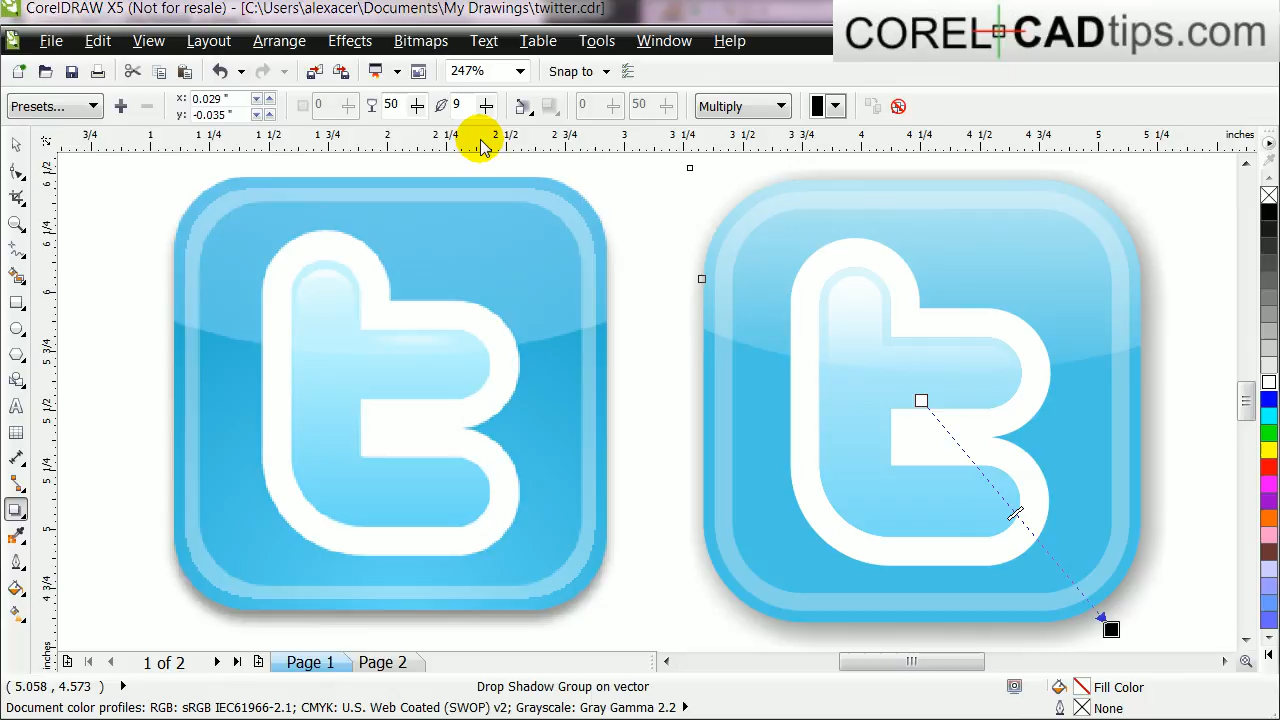 CorelDRAW X5 (Not for resale) - [C:\Users\alexacer\Documents\My Drawings\twitter.cdr]
COREL CADtips.com
File Edit View Layout Arrange Effects Bitmaps Text Table Tools Window Help
247% Snap to
Presets... x: 0.029 " y: -0.035 " 0 50 9 0 50 Multiply
3/4 1 1 1/4 1 1/2 1 3/4 2 2 1/4 2 1/2 2 3/4 3 3 1/4 3 1/2 3 3/4 4 4 1/4 4 1/2 4 3/4 5 5 1/4 inches
t t
1 of 2 Page 1 Page 2
( 5.058 , 4.573 ) Drop Shadow Group on vector Fill Color
Document color profiles: RGB: sRGB IEC61966-2.1; CMYK: U.S. Web Coated (SWOP) v2; Grayscale: Gray Gamma 2.2 None